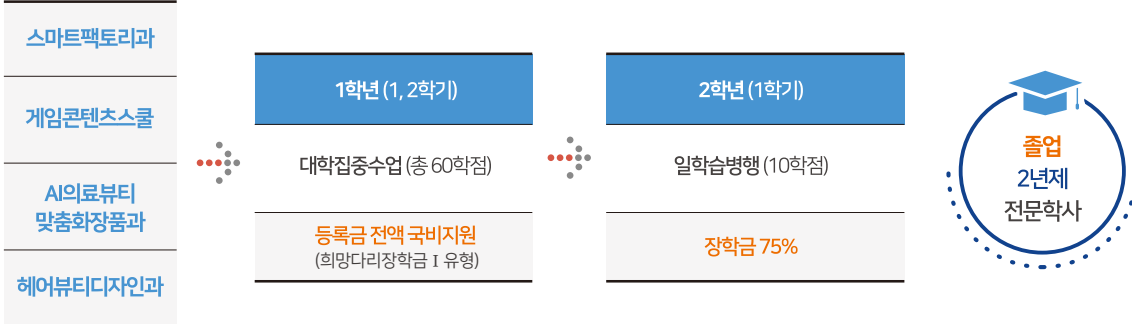 스마트팩토리과
게임콘텐츠스쿨
AI의료뷰티
맞춤화장품과
헤어뷰티디자인과
1학년 (1, 2학기)
대학집중수업 (총 60학점)
등록금 전액 국비지원
(희망다리장학금 I 유형)
2학년 (1학기)
일학습병행 (10학점)
장학금 75%
졸업
2년제
전문학사